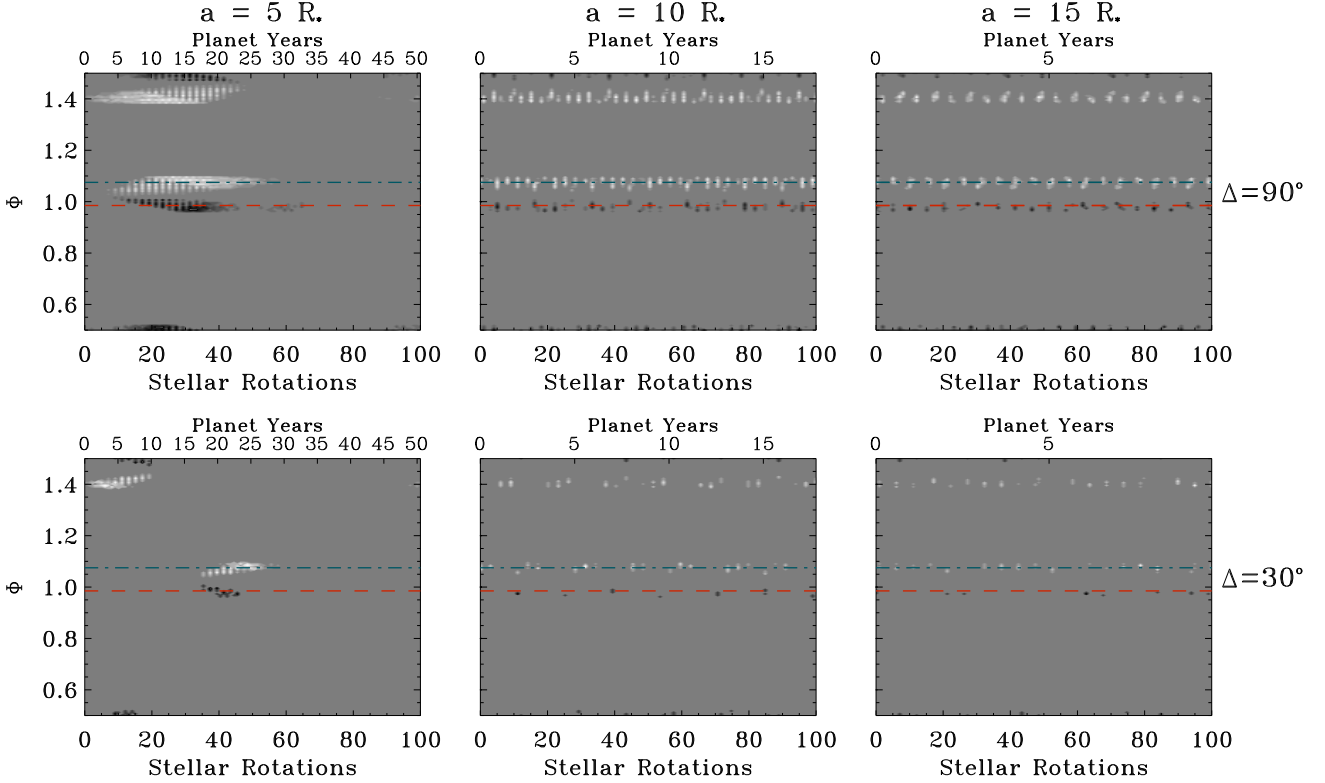 a = 5 R*
a = 10 R*
a = 15 R*
Planet Years
Planet Years
Planet Years
0 5 10 15 20 25 30 35 40 45 50
0 5 10 15
0 5
Φ
1.4
1.2
1.0
0.8
0.6
Δ=90°
0 20 40 60 80 100
0 20 40 60 80 100
0 20 40 60 80 100
Stellar Rotations
Stellar Rotations
Stellar Rotations
Planet Years
Planet Years
Planet Years
0 5 10 15 20 25 30 35 40 45 50
0 5 10 15
0 5
Φ
1.4
1.2
1.0
0.8
0.6
Δ=30°
0 20 40 60 80 100
0 20 40 60 80 100
0 20 40 60 80 100
Stellar Rotations
Stellar Rotations
Stellar Rotations